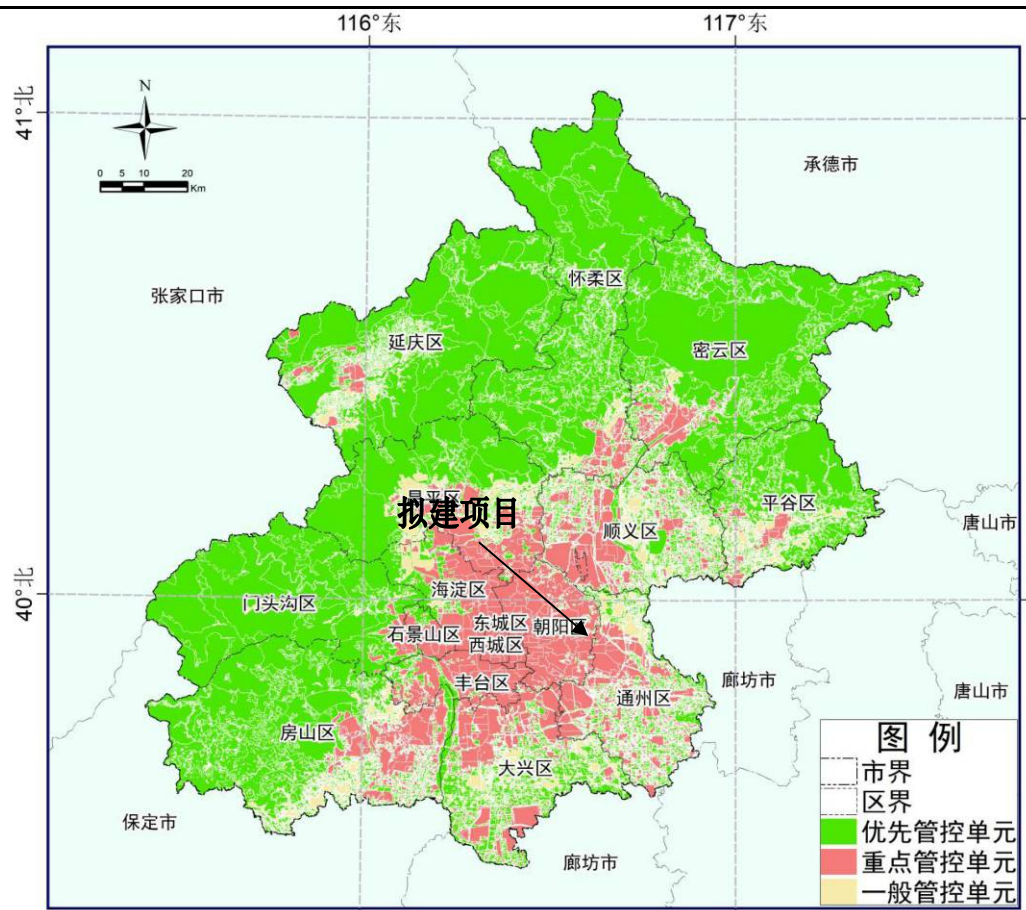 116°东
117°东
41°北
N
0 5 10 20
Km
承德市
怀柔区
张家口市
延庆区
密云区
昌平区
拟建项目
平谷区
顺义区
唐山市
40°北
海淀区
门头沟区
东城区
朝阳区
石景山区
西城区
丰台区
通州区
廊坊市
唐山市
房山区
大兴区
保定市
廊坊市
图 例
市界
区界
优先管控单元
重点管控单元
一般管控单元